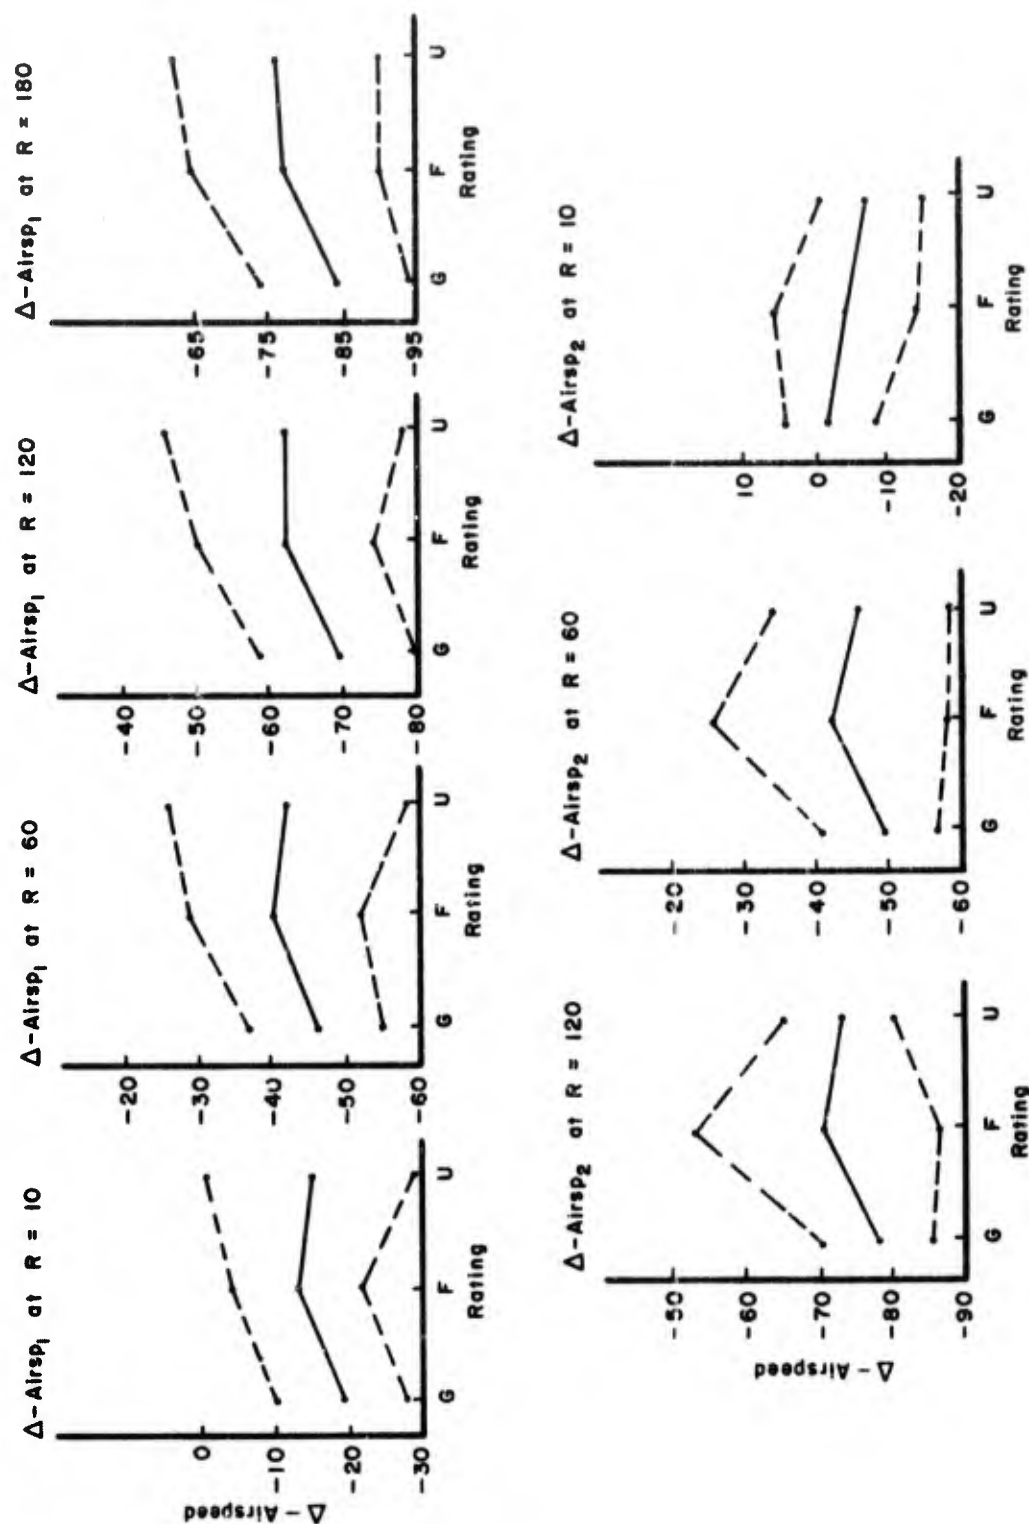 Δ-Airsp₁ at R = 10
Δ - Airspeed
0
-10
-20
-30
G F U
Rating
Δ-Airsp₁ at R = 60
-20
-30
-40
-50
-60
G F U
Rating
Δ-Airsp₁ at R = 120
-40
-50
-60
-70
-80
G F U
Rating
Δ-Airsp₁ at R = 180
-65
-75
-85
-95
G F U
Rating
Δ-Airsp₂ at R = 120
Δ - Airspeed
-50
-60
-70
-80
-90
G F U
Rating
Δ-Airsp₂ at R = 60
-20
-30
-40
-50
-60
G F U
Rating
Δ-Airsp₂ at R = 10
10
0
-10
-20
G F U
Rating